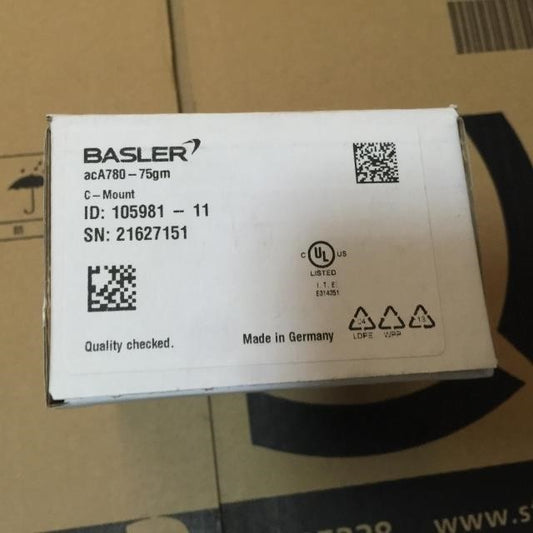 BASLER
acA780-75gm
C-Mount
ID: 105981 - 11
SN: 21627151
C UL US
LISTED
I. T. E.
E314351
Quality checked.
Made in Germany
04
LDPE
www.s